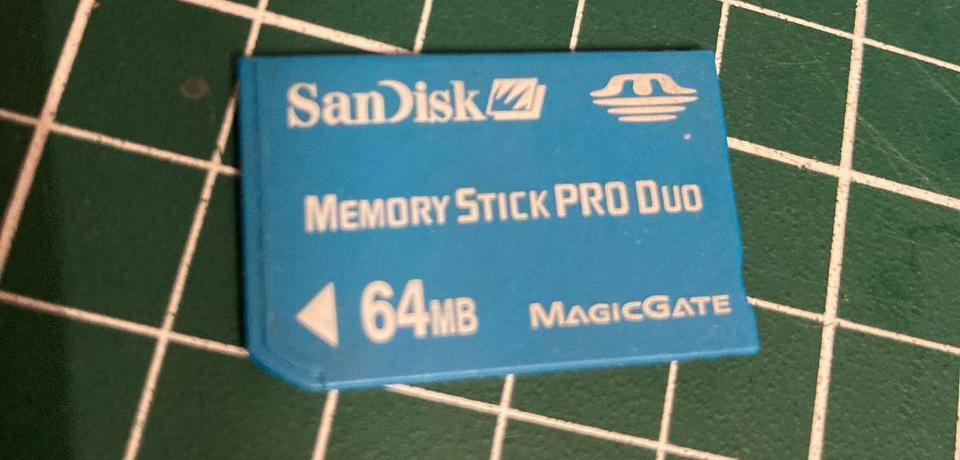 SanDisk
MEMORY STICK PRO DUO
64MB MAGICGATE